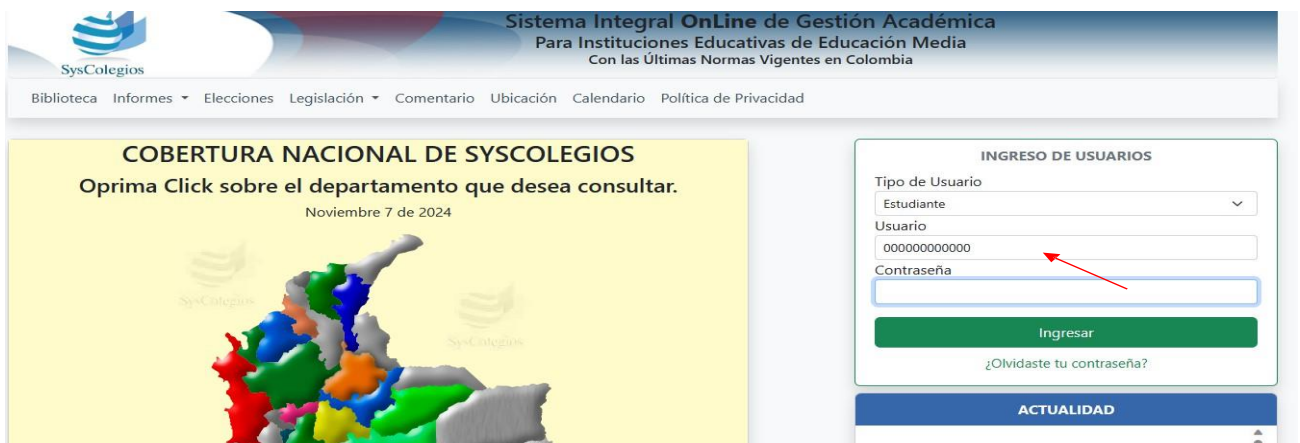 SysColegios
Sistema Integral OnLine de Gestión Académica
Para Instituciones Educativas de Educación Media
Con las Últimas Normas Vigentes en Colombia
Biblioteca Informes Elecciones Legislación Comentario Ubicación Calendario Política de Privacidad
COBERTURA NACIONAL DE SYSCOLEGIOS
Oprima Click sobre el departamento que desea consultar.
Noviembre 7 de 2024
SysColegios
SysColegios
INGRESO DE USUARIOS
Tipo de Usuario
Estudiante
Usuario
000000000000
Contraseña
Ingresar
¿Olvidaste tu contraseña?
ACTUALIDAD